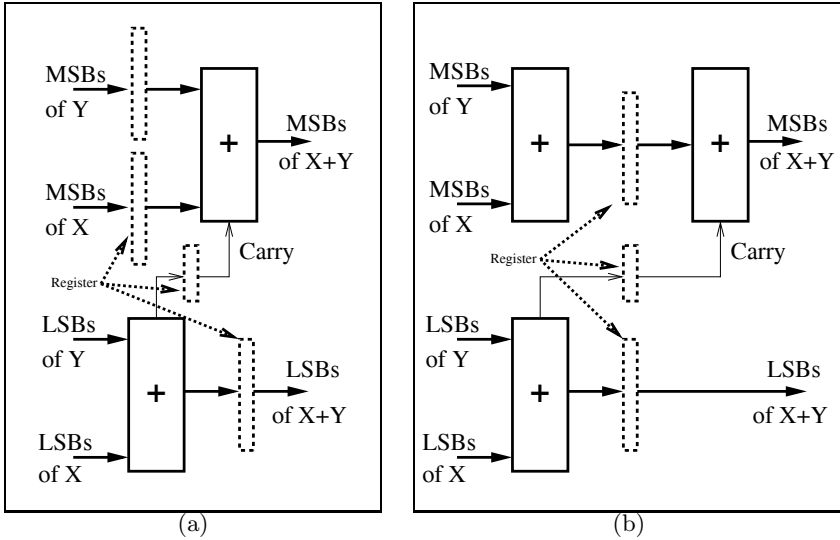 MSBs
of Y
MSBs
of X
+
MSBs
of X+Y
Carry
Register
LSBs
of Y
LSBs
of X
+
LSBs
of X+Y
(a)
MSBs
of Y
MSBs
of X
+
+
MSBs
of X+Y
Register
Carry
LSBs
of Y
LSBs
of X
+
LSBs
of X+Y
(b)